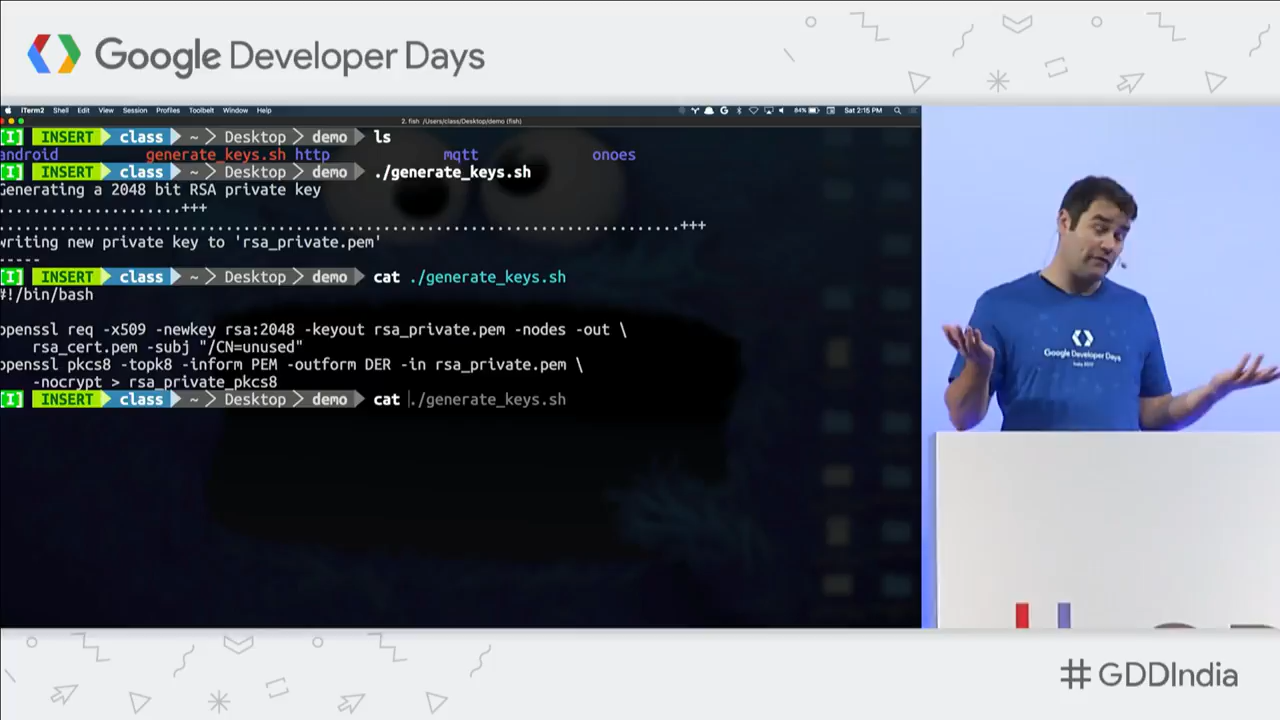 Google Developer Days
iTerm2 Shell Edit View Session Profiles Toolbelt Window Help 84% Sat 2:15 PM
2. fish /Users/class/Desktop/demo (fish)
[I] INSERT class ~ > Desktop > demo ls
android generate_keys.sh http mqtt onoes
[I] INSERT class ~ > Desktop > demo ./generate_keys.sh
Generating a 2048 bit RSA private key
.....................+++
.............................................................................+++
writing new private key to 'rsa_private.pem'
-----
[I] INSERT class ~ > Desktop > demo cat ./generate_keys.sh
#!/bin/bash
openssl req -x509 -newkey rsa:2048 -keyout rsa_private.pem -nodes -out \
rsa_cert.pem -subj "/CN=unused"
openssl pkcs8 -topk8 -inform PEM -outform DER -in rsa_private.pem \
-nocrypt > rsa_private_pkcs8
[I] INSERT class ~ > Desktop > demo cat ./generate_keys.sh
Google Developer Days
#GDDIndia